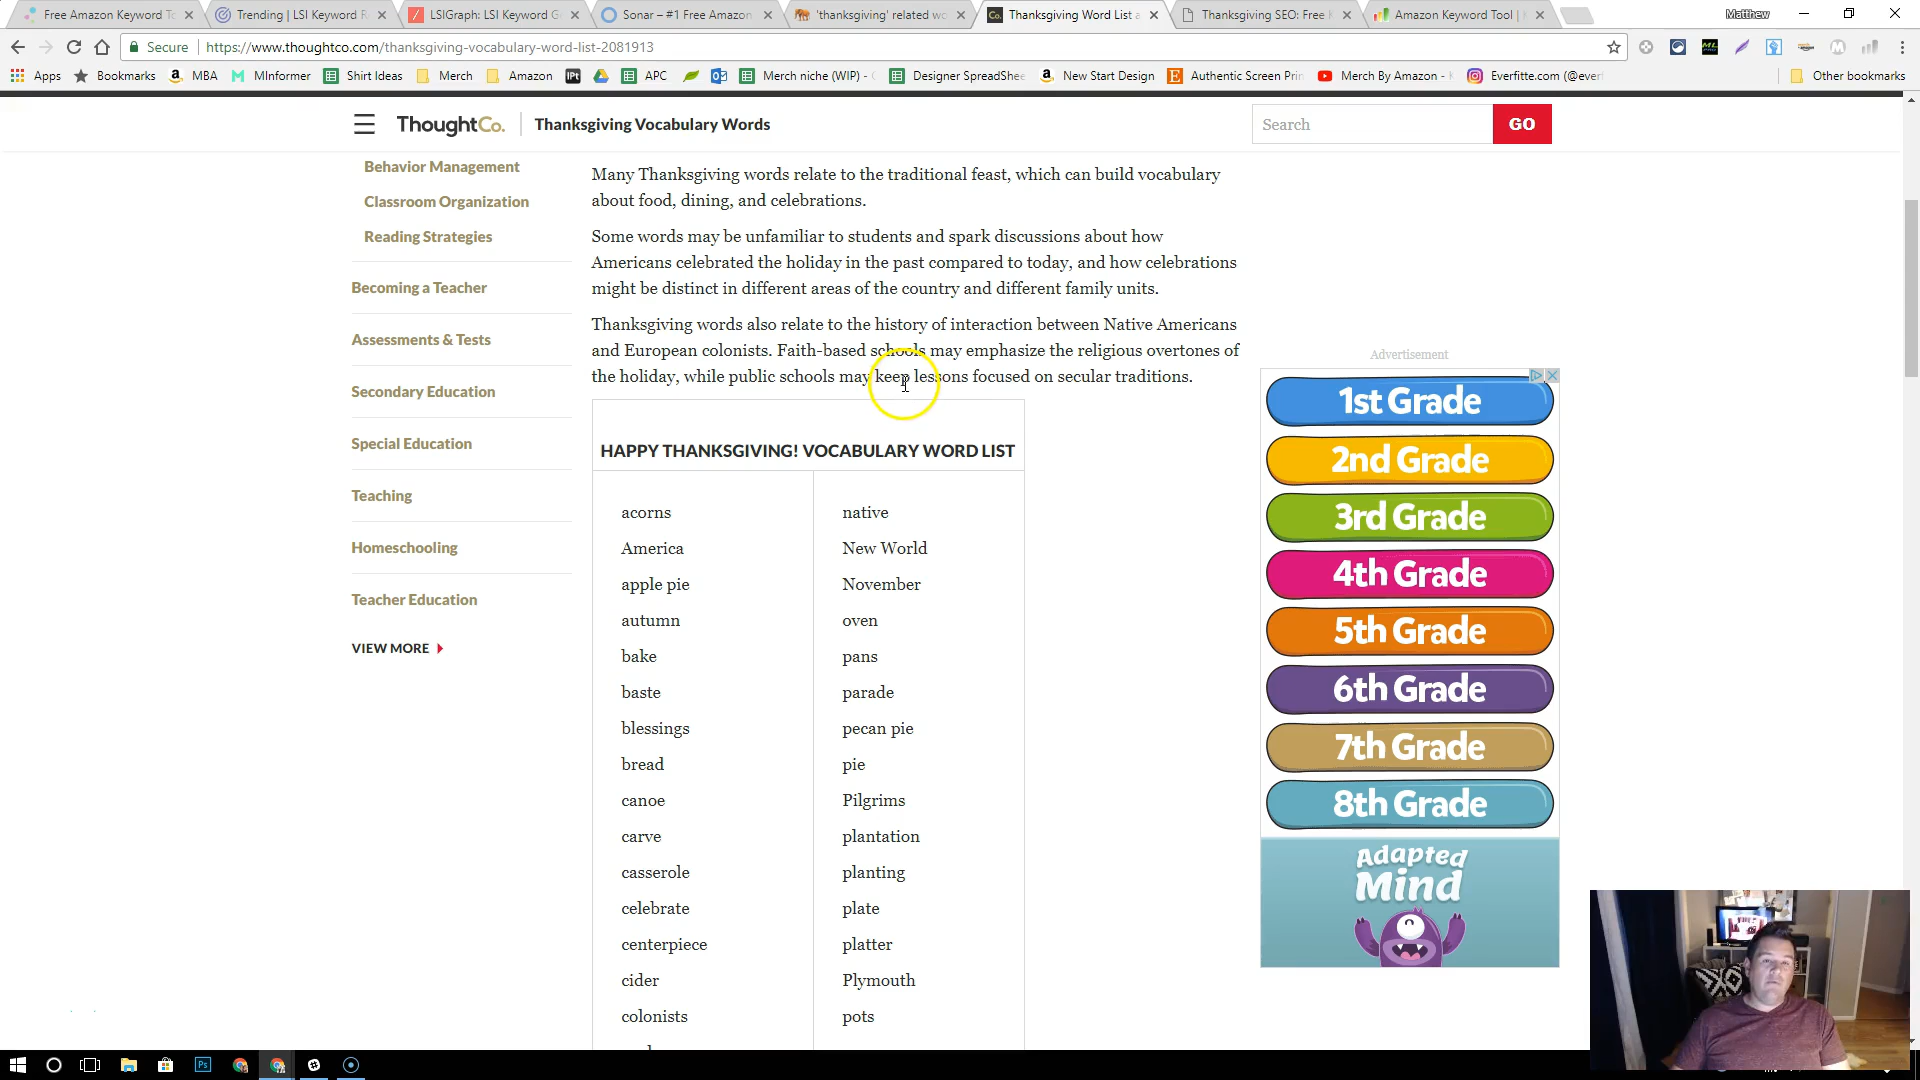 Free Amazon Keyword To
Trending | LSI Keyword R
LSIGraph: LSI Keyword G
Sonar – #1 Free Amazon
'thanksgiving' related wo
Thanksgiving Word List a
Thanksgiving SEO: Free K
Amazon Keyword Tool |
Matthew
Secure
https://www.thoughtco.com/thanksgiving-vocabulary-word-list-2081913
Apps
Bookmarks
MBA
MInformer
Shirt Ideas
Merch
Amazon
APC
Merch niche (WIP) -
Designer SpreadShee
New Start Design
Authentic Screen Prin
Merch By Amazon -
Everfitte.com (@ever
Other bookmarks
ThoughtCo.
Thanksgiving Vocabulary Words
Search
GO
Behavior Management
Classroom Organization
Reading Strategies
Becoming a Teacher
Assessments & Tests
Secondary Education
Special Education
Teaching
Homeschooling
Teacher Education
VIEW MORE
Many Thanksgiving words relate to the traditional feast, which can build vocabulary
about food, dining, and celebrations.
Some words may be unfamiliar to students and spark discussions about how
Americans celebrated the holiday in the past compared to today, and how celebrations
might be distinct in different areas of the country and different family units.
Thanksgiving words also relate to the history of interaction between Native Americans
and European colonists. Faith-based schools may emphasize the religious overtones of
the holiday, while public schools may keep lessons focused on secular traditions.
HAPPY THANKSGIVING! VOCABULARY WORD LIST
acorns
America
apple pie
autumn
bake
baste
blessings
bread
canoe
carve
casserole
celebrate
centerpiece
cider
colonists
native
New World
November
oven
pans
parade
pecan pie
pie
Pilgrims
plantation
planting
plate
platter
Plymouth
pots
Advertisement
1st Grade
2nd Grade
3rd Grade
4th Grade
5th Grade
6th Grade
7th Grade
8th Grade
Adapted
Mind